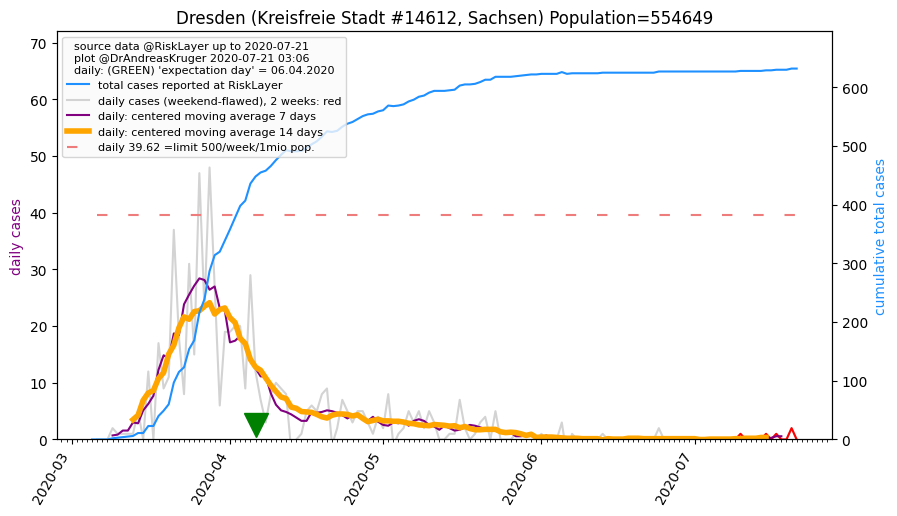 Dresden (Kreisfreie Stadt #14612, Sachsen) Population=554649
source data @RiskLayer up to 2020-07-21
plot @DrAndreasKruger 2020-07-21 03:06
daily: (GREEN) 'expectation day' = 06.04.2020
total cases reported at RiskLayer
daily cases (weekend-flawed), 2 weeks: red
daily: centered moving average 7 days
daily: centered moving average 14 days
daily 39.62 =limit 500/week/1mio pop.
daily cases
70
60
50
40
30
20
10
0
cumulative total cases
600
500
400
300
200
100
0
2020-03
2020-04
2020-05
2020-06
2020-07